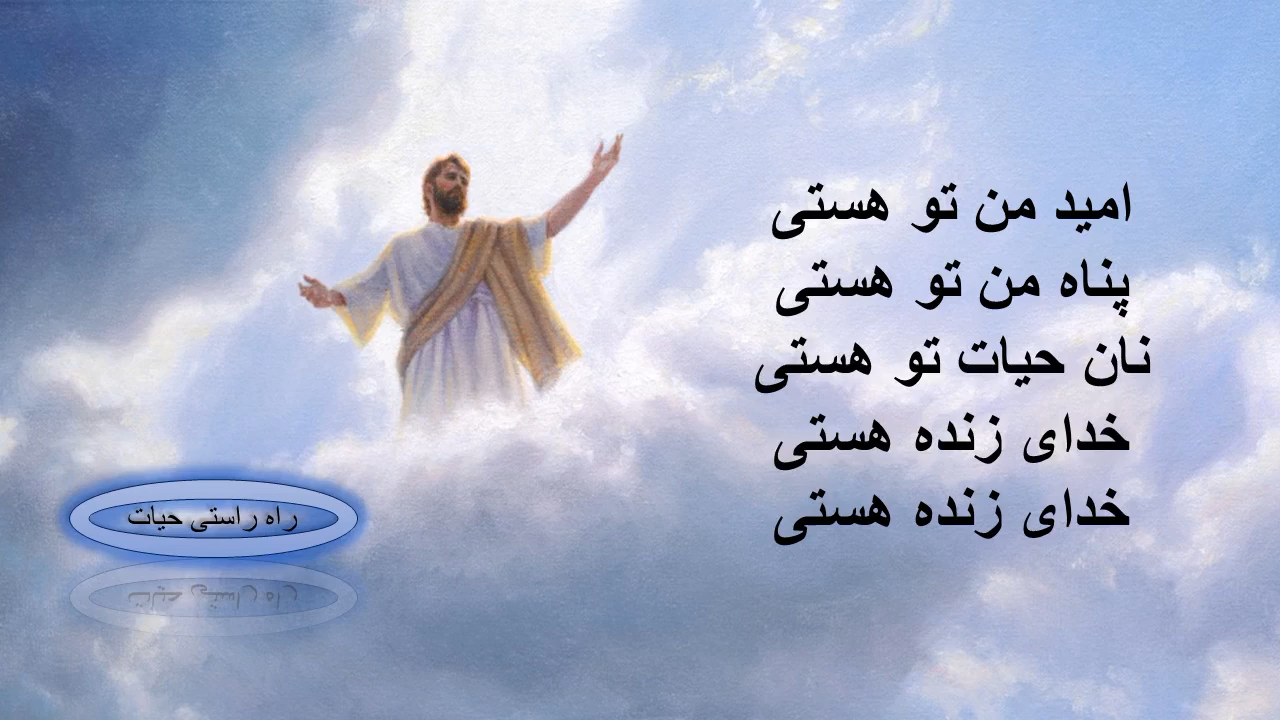 امید من تو هستی
پناه من تو هستی
نان حیات تو هستی
خدای زنده هستی
خدای زنده هستی
راه راستی حیات